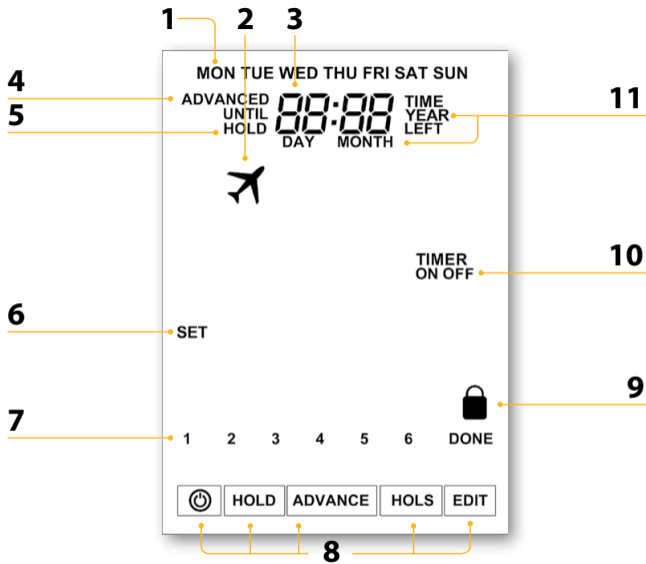 1
2
3
MON TUE WED THU FRI SAT SUN
4
ADVANCED
UNTIL
HOLD
5
88:88
DAY MONTH
TIME
YEAR
LEFT
11
TIMER
ON OFF
10
6
SET
9
7
1 2 3 4 5 6 DONE
HOLD ADVANCE HOLS EDIT
8